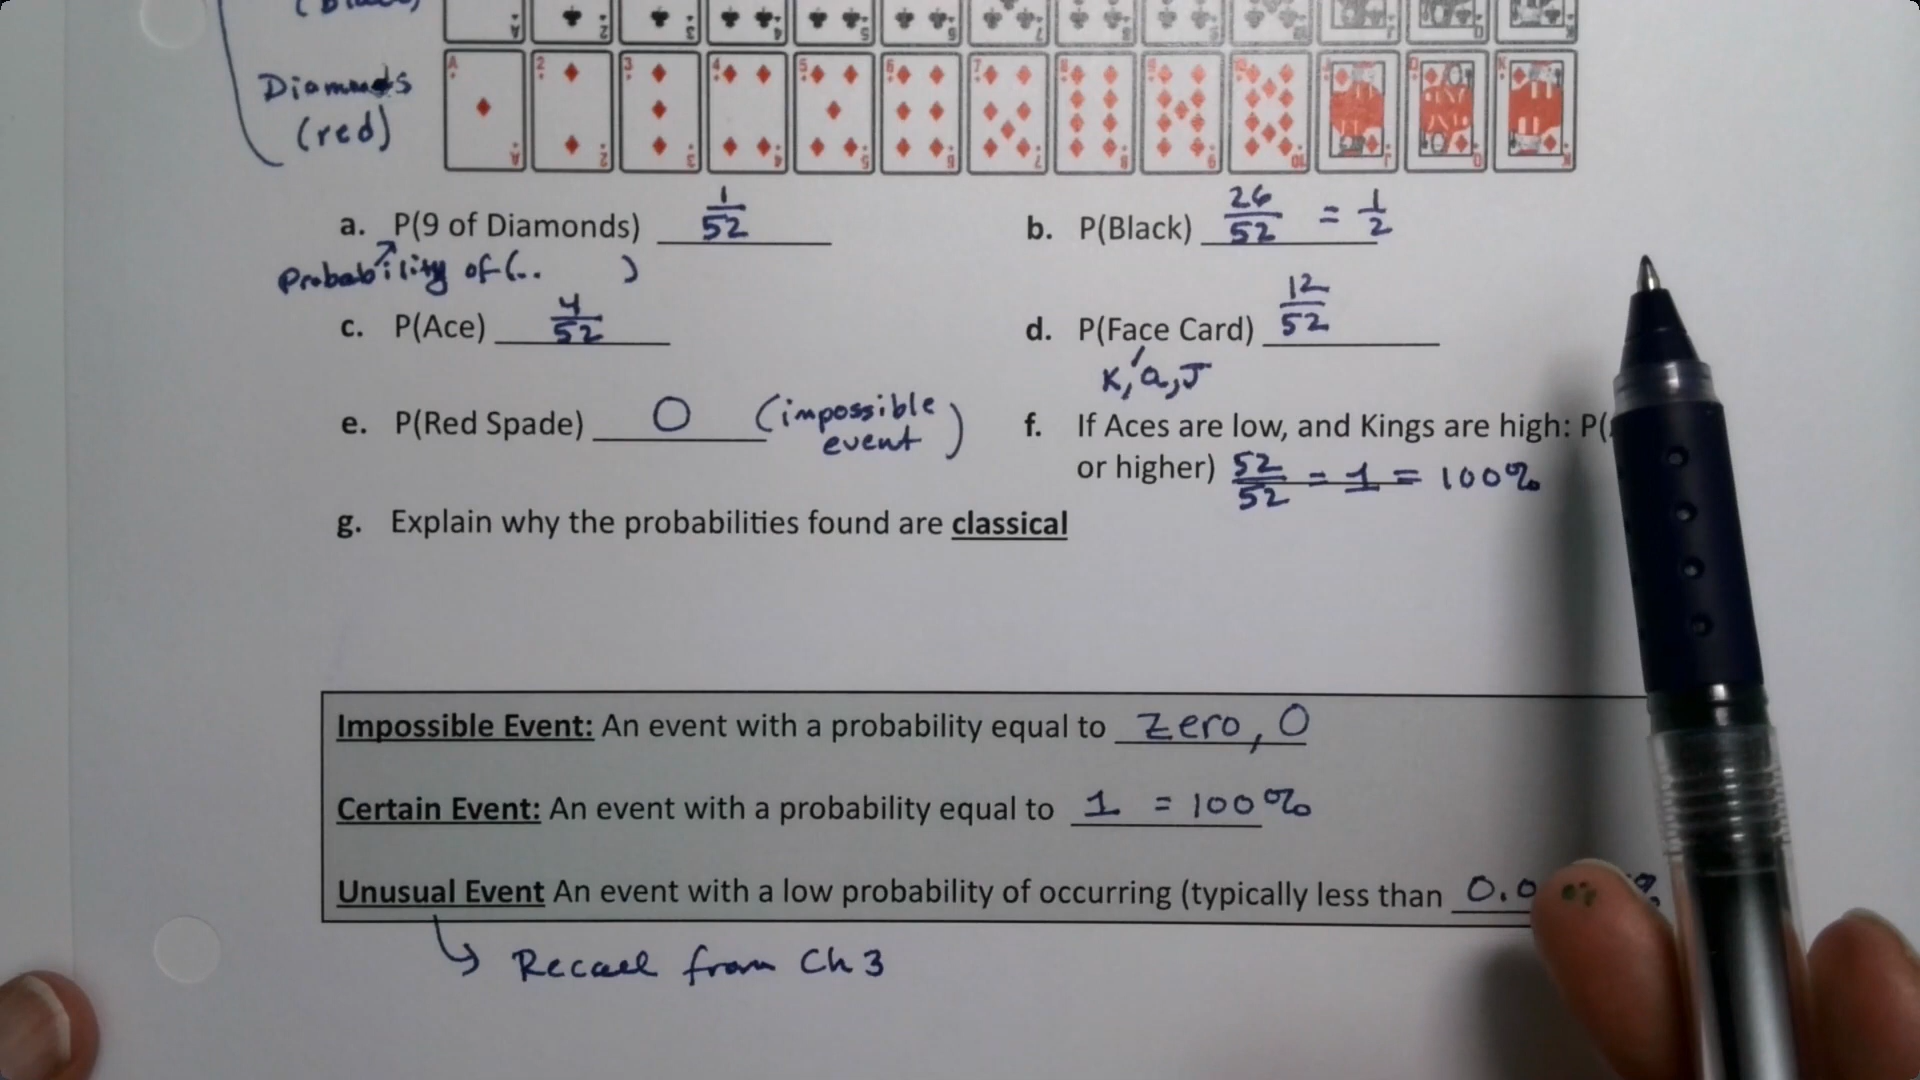 Diamonds
(red)
a. P(9 of Diamonds) 1/52
b. P(Black) 26/52 = 1/2
Probability of (.. )
c. P(Ace) 4/52
d. P(Face Card) 12/52
K, Q, J
e. P(Red Spade) 0 (impossible event)
f. If Aces are low, and Kings are high: P(
or higher) 52/52 = 1 = 100%
g. Explain why the probabilities found are classical
Impossible Event: An event with a probability equal to zero, 0
Certain Event: An event with a probability equal to 1 = 100%
Unusual Event An event with a low probability of occurring (typically less than 0.0
Recall from Ch 3